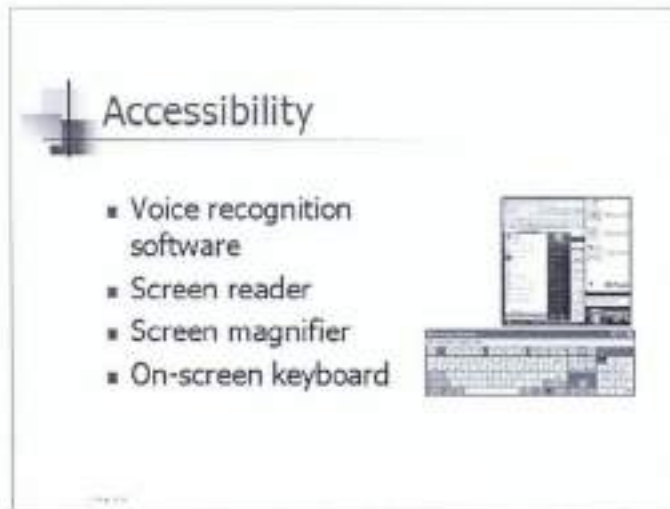 Accessibility
Voice recognition
software
Screen reader
Screen magnifier
On-screen keyboard